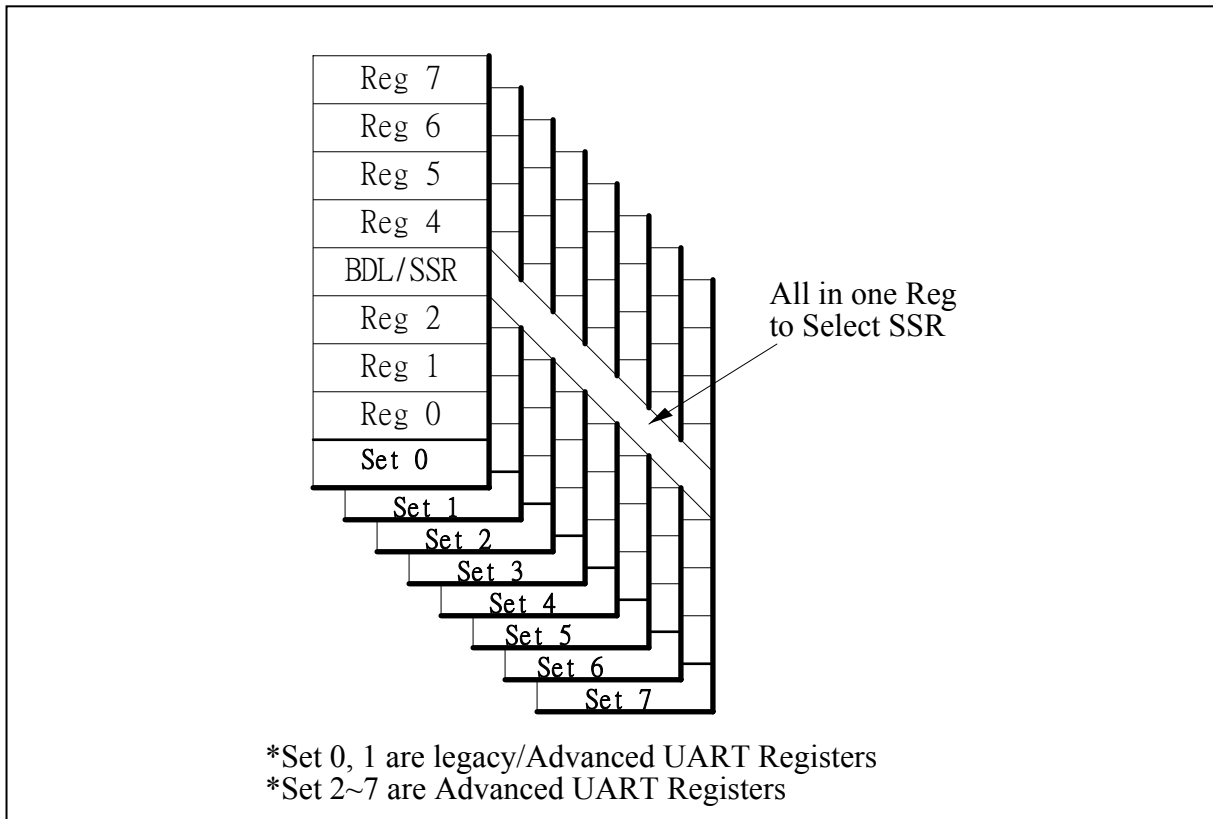 Reg 7
Reg 6
Reg 5
Reg 4
BDL/SSR
Reg 2
Reg 1
Reg 0
Set 0
Set 1
Set 2
Set 3
Set 4
Set 5
Set 6
Set 7
All in one Reg
to Select SSR
*Set 0, 1 are legacy/Advanced UART Registers
*Set 2~7 are Advanced UART Registers